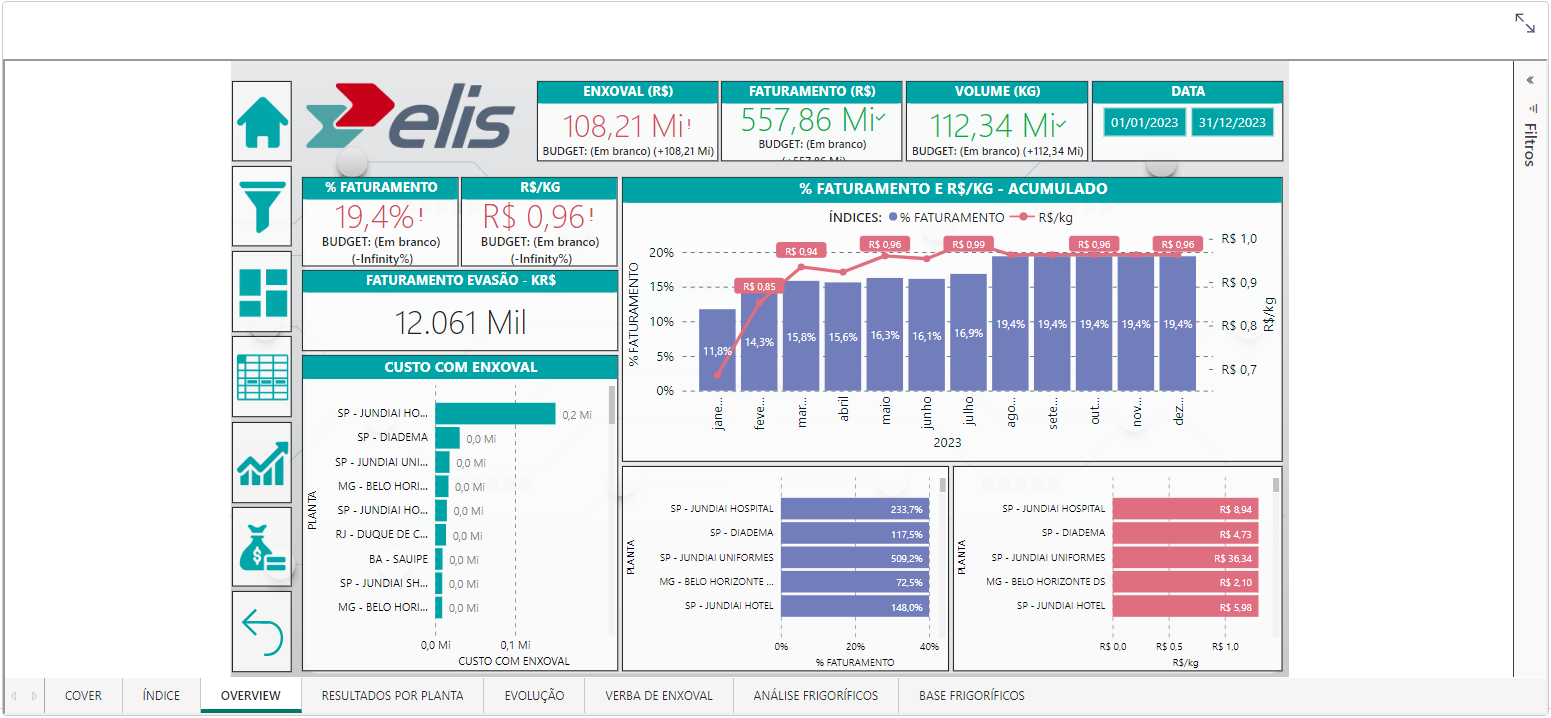 elis
ENXOVAL (R$)
108,21 Mi!
BUDGET: (Em branco) (+108,21 Mi)
FATURAMENTO (R$)
557,86 Mi
BUDGET: (Em branco)
(+557,86 Mi)
VOLUME (KG)
112,34 Mi
BUDGET: (Em branco) (+112,34 Mi)
DATA
01/01/2023
31/12/2023
Filtros
% FATURAMENTO
19,4%!
BUDGET: (Em branco)
(-Infinity%)
R$/KG
R$ 0,96!
BUDGET: (Em branco)
(-Infinity%)
FATURAMENTO EVASÃO - KR$
12.061 Mil
CUSTO COM ENXOVAL
PLANTA
SP - JUNDIAI HO... 0,2 Mi
SP - DIADEMA 0,0 Mi
SP - JUNDIAI UNI... 0,0 Mi
MG - BELO HORI... 0,0 Mi
SP - JUNDIAI HO... 0,0 Mi
RJ - DUQUE DE C... 0,0 Mi
BA - SAUIPE 0,0 Mi
SP - JUNDIAI SH... 0,0 Mi
MG - BELO HORI... 0,0 Mi
0,0 Mi 0,1 Mi
CUSTO COM ENXOVAL
% FATURAMENTO E R$/KG - ACUMULADO
ÍNDICES: % FATURAMENTO R$/kg
% FATURAMENTO
20%
15%
10%
5%
0%
R$ 0,85 R$ 0,94 R$ 0,96 R$ 0,99 R$ 0,96 R$ 0,96
11,8% 14,3% 15,8% 15,6% 16,3% 16,1% 16,9% 19,4% 19,4% 19,4% 19,4% 19,4%
R$ 1,0
R$ 0,9
R$ 0,8
R$ 0,7
R$/kg
jane... feve... mar... abril maio junho julho ago... sete... out... nov... dez...
2023
PLANTA
SP - JUNDIAI HOSPITAL 233,7%
SP - DIADEMA 117,5%
SP - JUNDIAI UNIFORMES 509,2%
MG - BELO HORIZONTE ... 72,5%
SP - JUNDIAI HOTEL 148,0%
0% 20% 40%
% FATURAMENTO
PLANTA
SP - JUNDIAI HOSPITAL R$ 8,94
SP - DIADEMA R$ 4,73
SP - JUNDIAI UNIFORMES R$ 36,34
MG - BELO HORIZONTE DS R$ 2,10
SP - JUNDIAI HOTEL R$ 5,98
R$ 0,0 R$ 0,5 R$ 1,0
R$/kg
COVER ÍNDICE OVERVIEW RESULTADOS POR PLANTA EVOLUÇÃO VERBA DE ENXOVAL ANÁLISE FRIGORÍFICOS BASE FRIGORÍFICOS